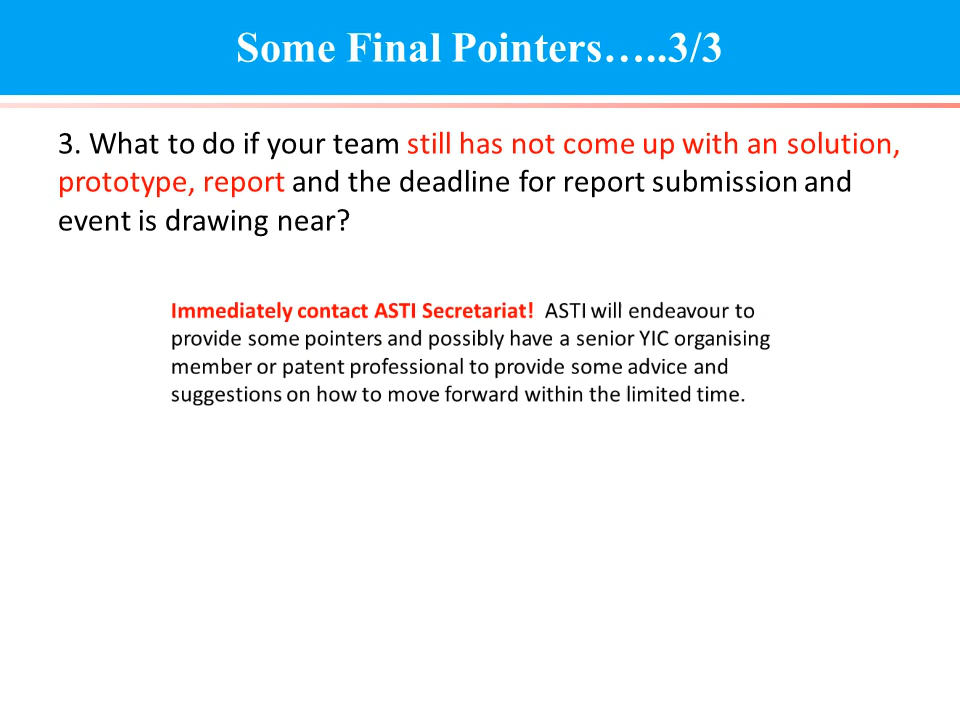 Some Final Pointers…..3/3
3. What to do if your team still has not come up with an solution,
prototype, report and the deadline for report submission and
event is drawing near?
Immediately contact ASTI Secretariat!  ASTI will endeavour to
provide some pointers and possibly have a senior YIC organising
member or patent professional to provide some advice and
suggestions on how to move forward within the limited time.